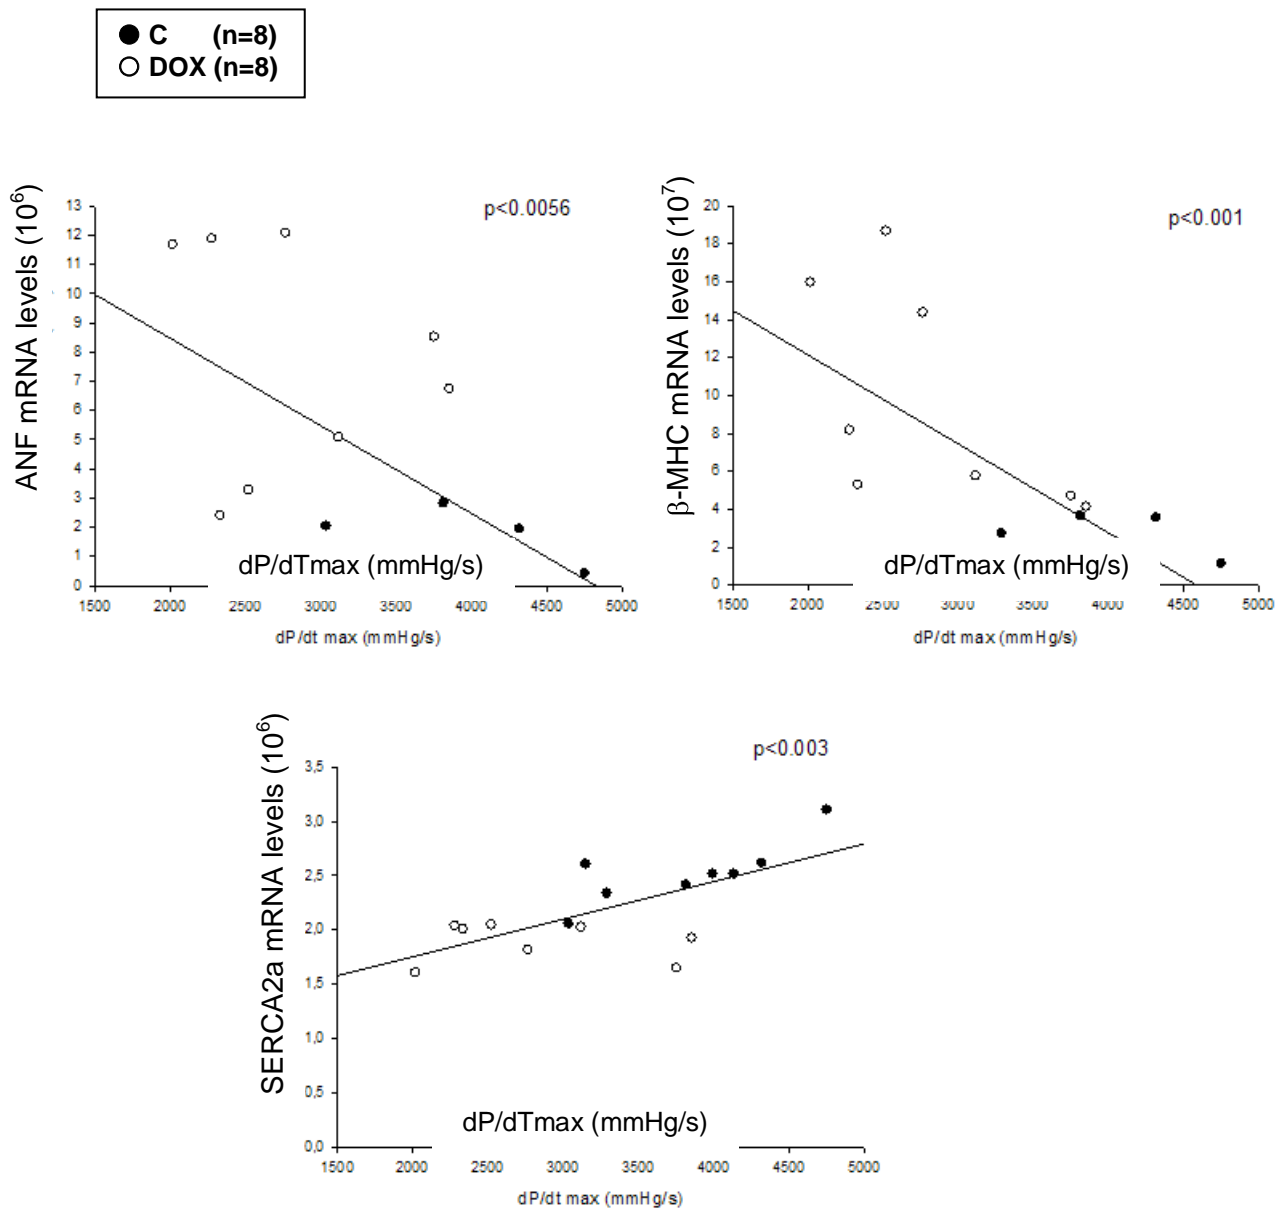 C (n=8)
DOX (n=8)
ANF mRNA levels (10⁶)
p<0.0056
13
12
11
10
9
8
7
6
5
4
3
2
1
0
dP/dTmax (mmHg/s)
1500 2000 2500 3000 3500 4000 4500 5000
dP/dt max (mmHg/s)
β-MHC mRNA levels (10⁷)
p<0.001
20
18
16
14
12
10
8
6
4
2
0
dP/dTmax (mmHg/s)
1500 2000 2500 3000 3500 4000 4500 5000
dP/dt max (mmHg/s)
SERCA2a mRNA levels (10⁶)
p<0.003
3,5
3,0
2,5
2,0
1,5
1,0
0,5
0,0
dP/dTmax (mmHg/s)
1500 2000 2500 3000 3500 4000 4500 5000
dP/dt max (mmHg/s)